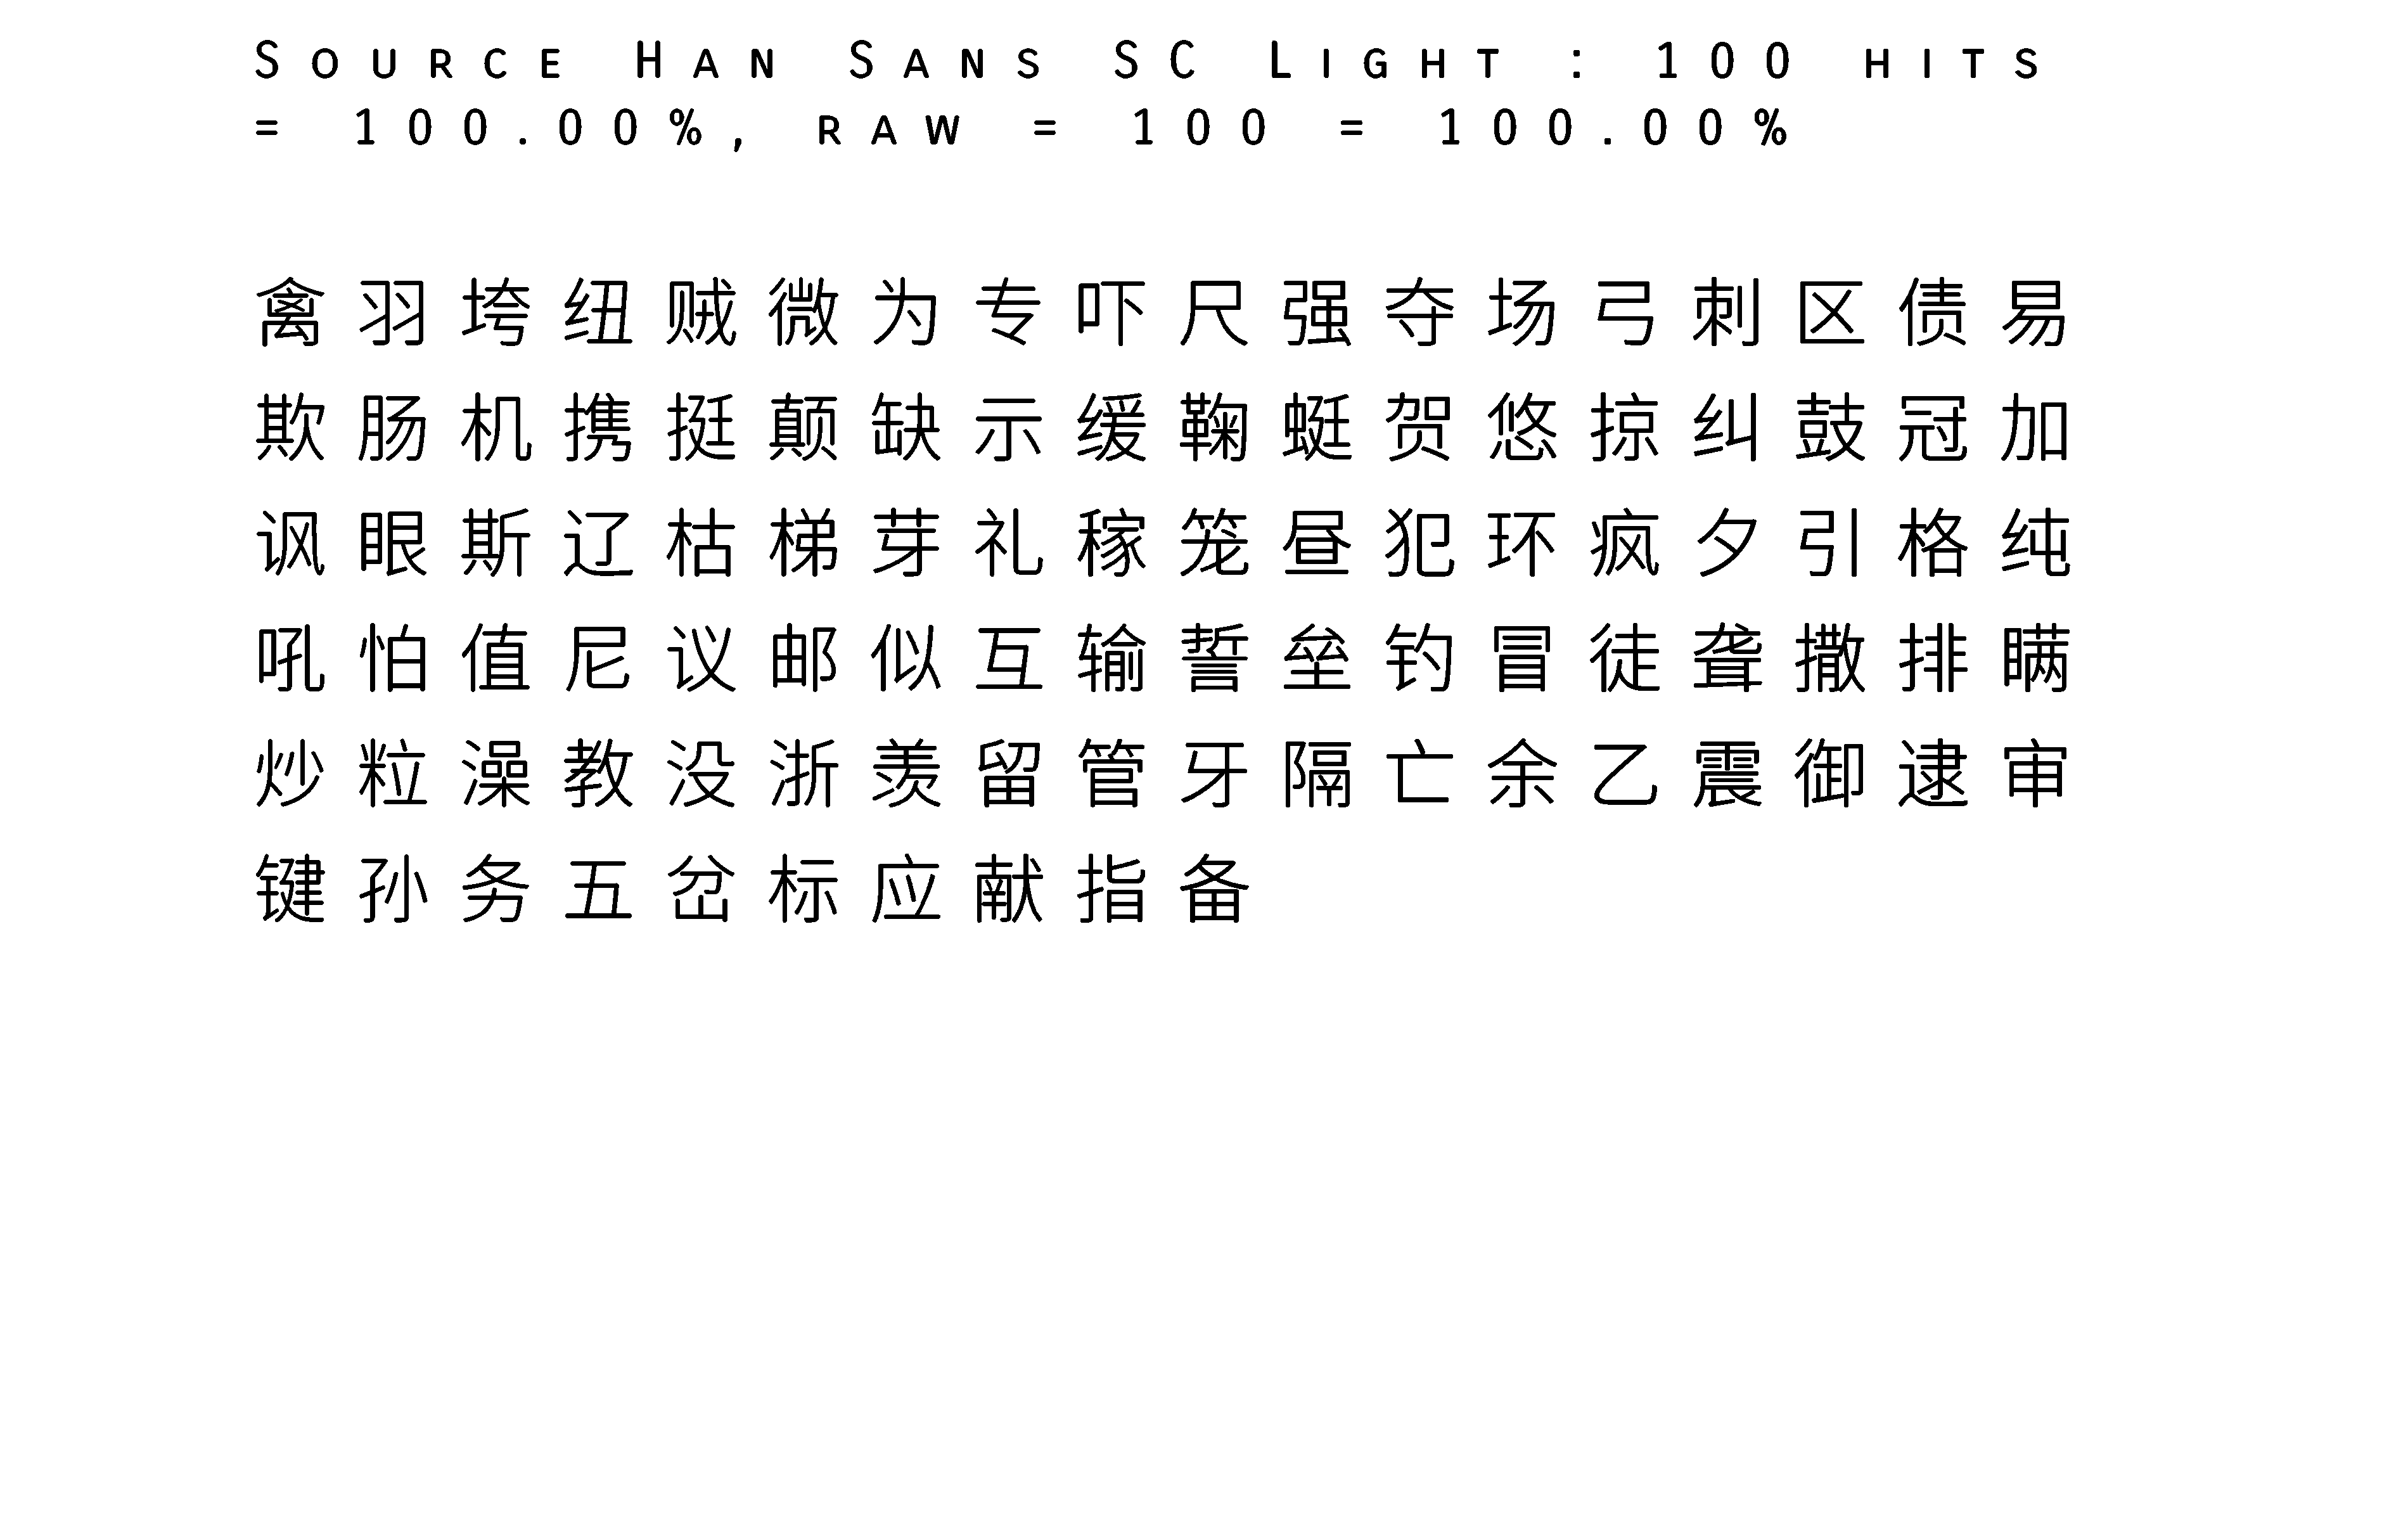 Source Han Sans SC Light : 100 hits
= 100.00%, raw = 100 = 100.00%
禽羽垮纽贼微为专吓尺强夺场弓刺区债易
欺肠机携挺颠缺示缓鞠蜓贺悠掠纠鼓冠加
讽眼斯辽枯梯芽礼稼笼昼犯环疯夕引格纯
吼怕值尼议邮似互输誓垒钓冒徒聋撒排瞒
炒粒澡教没浙羡留管牙隔亡余乙震御逮审
键孙务五岔标应献指备